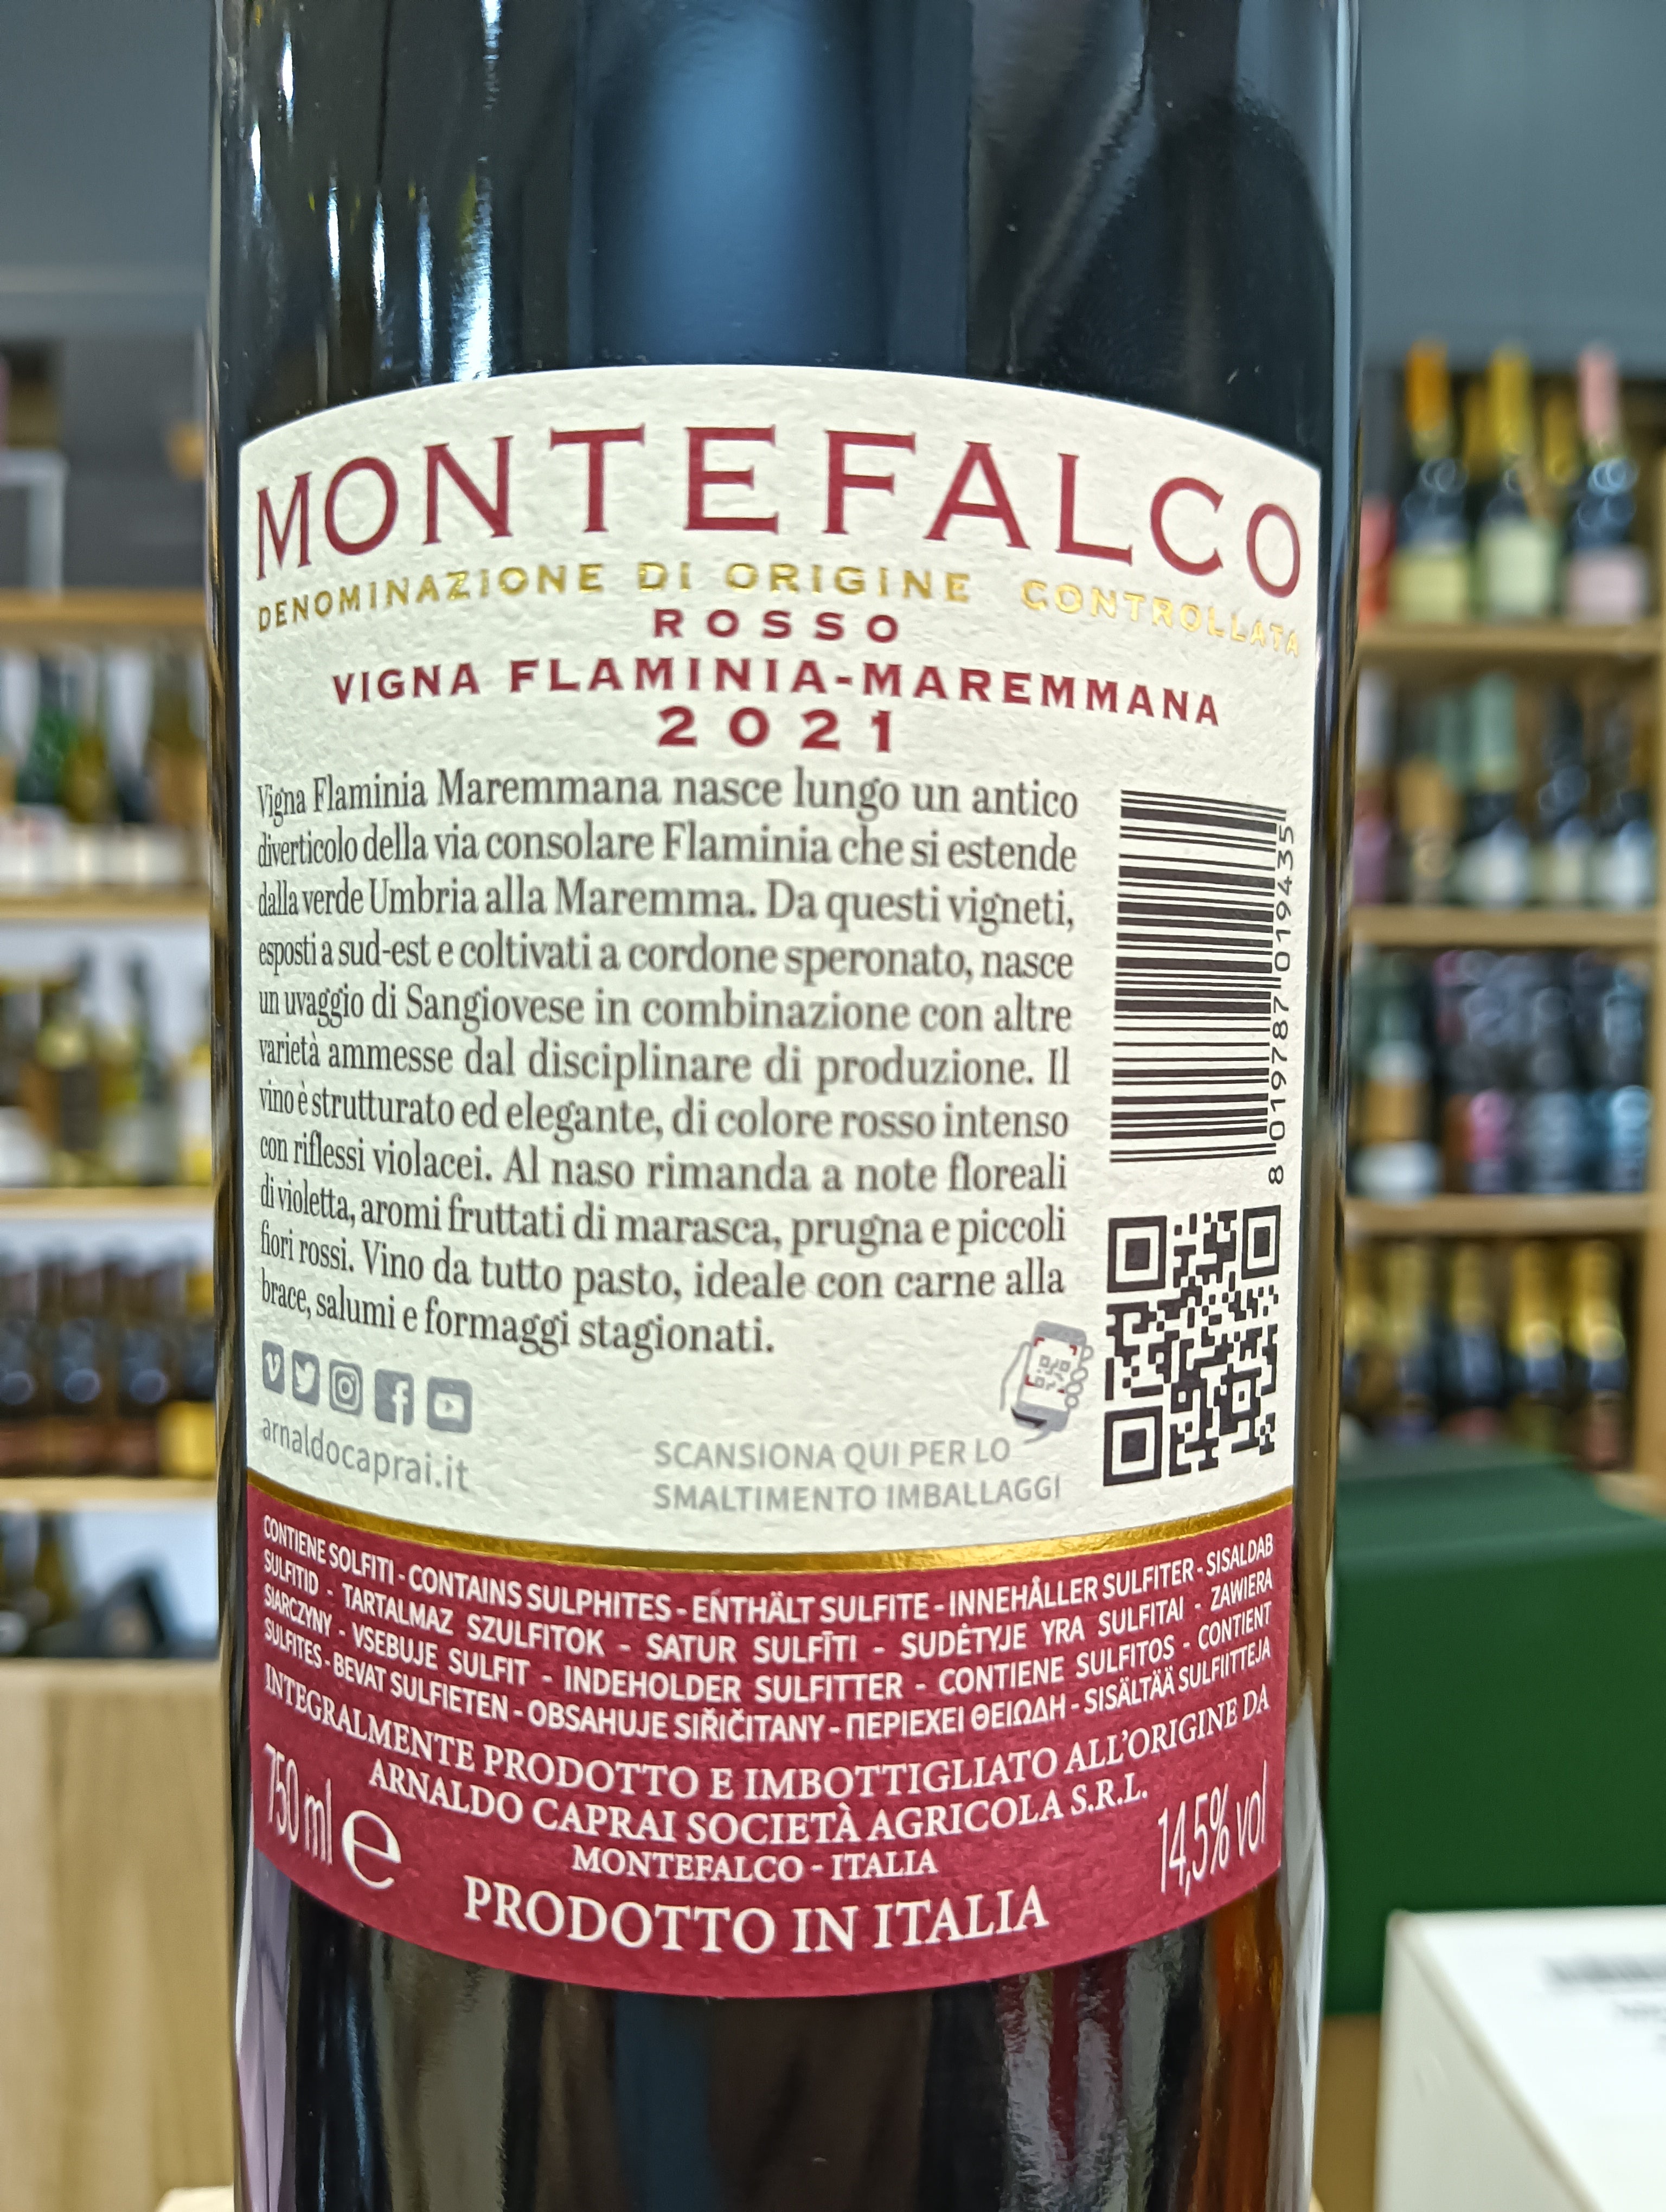 MONTEFALCO
DENOMINAZIONE DI ORIGINE CONTROLLATA
ROSSO
VIGNA FLAMINIA-MAREMMANA
2021
Vigna Flaminia Maremmana nasce lungo un antico
diverticolo della via consolare Flaminia che si estende
dalla verde Umbria alla Maremma. Da questi vigneti,
esposti a sud-est e coltivati a cordone speronato, nasce
un uvaggio di Sangiovese in combinazione con altre
varietà ammesse dal disciplinare di produzione. Il
vino è strutturato ed elegante, di colore rosso intenso
con riflessi violacei. Al naso rimanda a note floreali
di violetta, aromi fruttati di marasca, prugna e piccoli
fiori rossi. Vino da tutto pasto, ideale con carne alla
brace, salumi e formaggi stagionati.
8 019787 019435
arnaldocaprai.it
SCANSIONA QUI PER LO
SMALTIMENTO IMBALLAGGI
CONTIENE SOLFITI - CONTAINS SULPHITES - ENTHÄLT SULFITE - INNEHÅLLER SULFITER - SISALDAB
SULFITID - TARTALMAZ SZULFITOK - SATUR SULFĪTI - SUDĖTYJE YRA SULFITAI - ZAWIERA
SIARCZYNY - VSEBUJE SULFIT - INDEHOLDER SULFITTER - CONTIENE SULFITOS - CONTIENT
SULFITES - BEVAT SULFIETEN - OBSAHUJE SIŘIČITANY - ΠΕΡΙΕΧΕΙ ΘΕΙΩΔΗ - SISÄLTÄÄ SULFIITTEJA
INTEGRALMENTE PRODOTTO E IMBOTTIGLIATO ALL'ORIGINE DA
ARNALDO CAPRAI SOCIETÀ AGRICOLA S.R.L.
MONTEFALCO - ITALIA
750 ml e
14,5% vol
PRODOTTO IN ITALIA